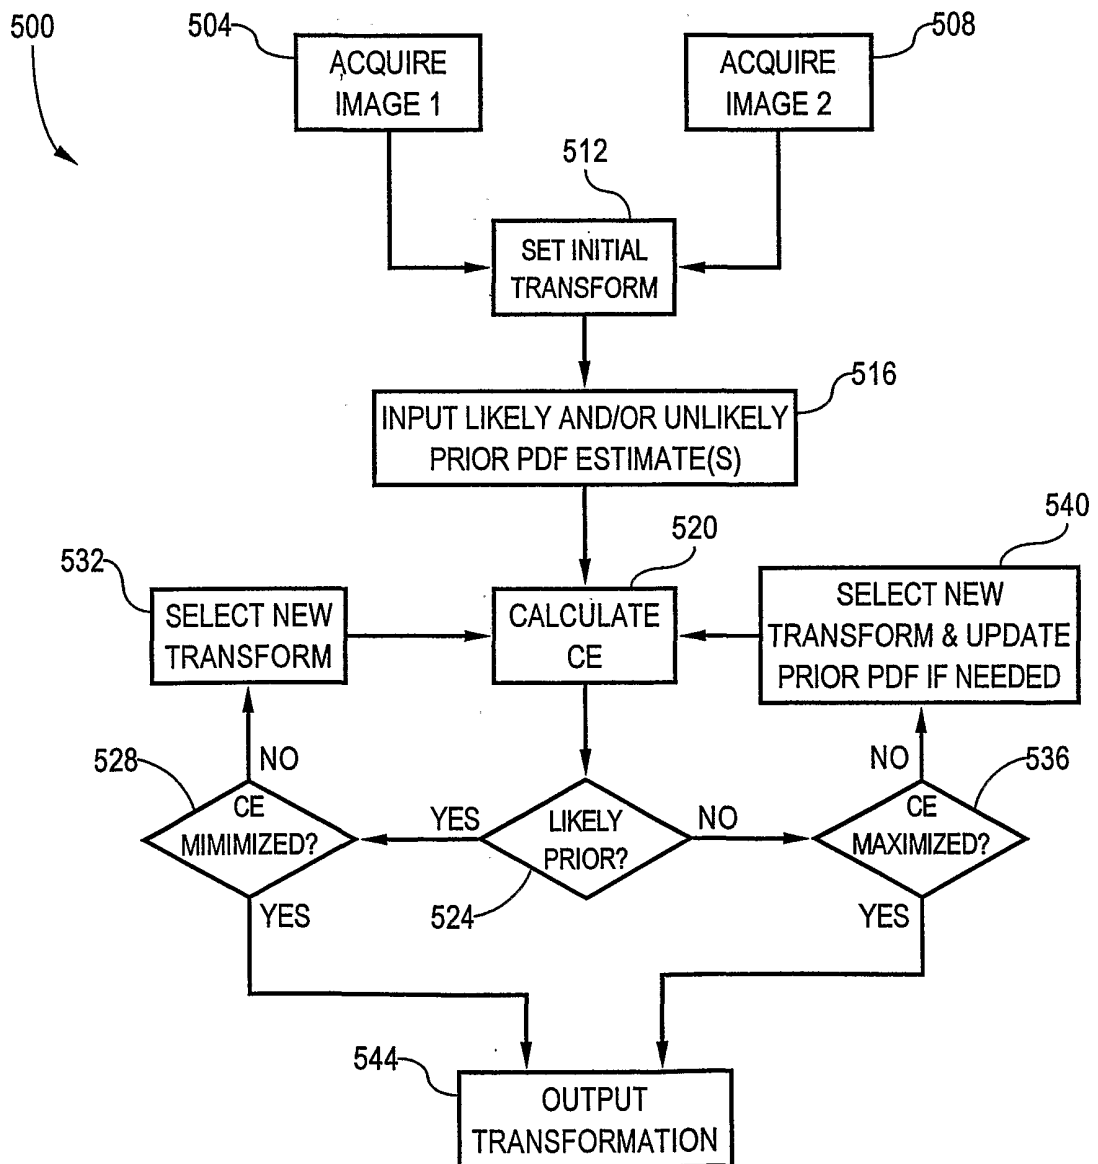 500
504
508
ACQUIRE
IMAGE 1
ACQUIRE
IMAGE 2
512
SET INITIAL
TRANSFORM
516
INPUT LIKELY AND/OR UNLIKELY
PRIOR PDF ESTIMATE(S)
520
540
532
SELECT NEW
TRANSFORM
CALCULATE
CE
SELECT NEW
TRANSFORM & UPDATE
PRIOR PDF IF NEEDED
528
NO
NO
536
CE
MIMIMIZED?
YES
LIKELY
PRIOR?
NO
CE
MAXIMIZED?
524
YES
YES
544
OUTPUT
TRANSFORMATION